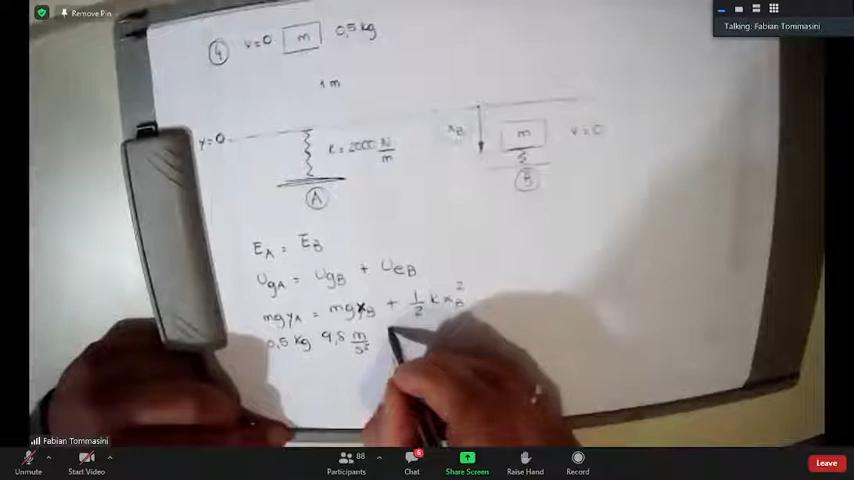 Remove Pin
Talking: Fabian Tommasini
4 v=0 m 0,5 kg
1 m
y=0
k = 2000 N/m
x_B
m
v=0
A
B
E_A = E_B
U_gA = U_gB + U_eB
mgy_A = mgx_B + 1/2 k x_B^2
0,5 kg 9,8 m/s²
Fabian Tommasini
Unmute
Start Video
88
Participants
6
Chat
Share Screen
Raise Hand
Record
Leave